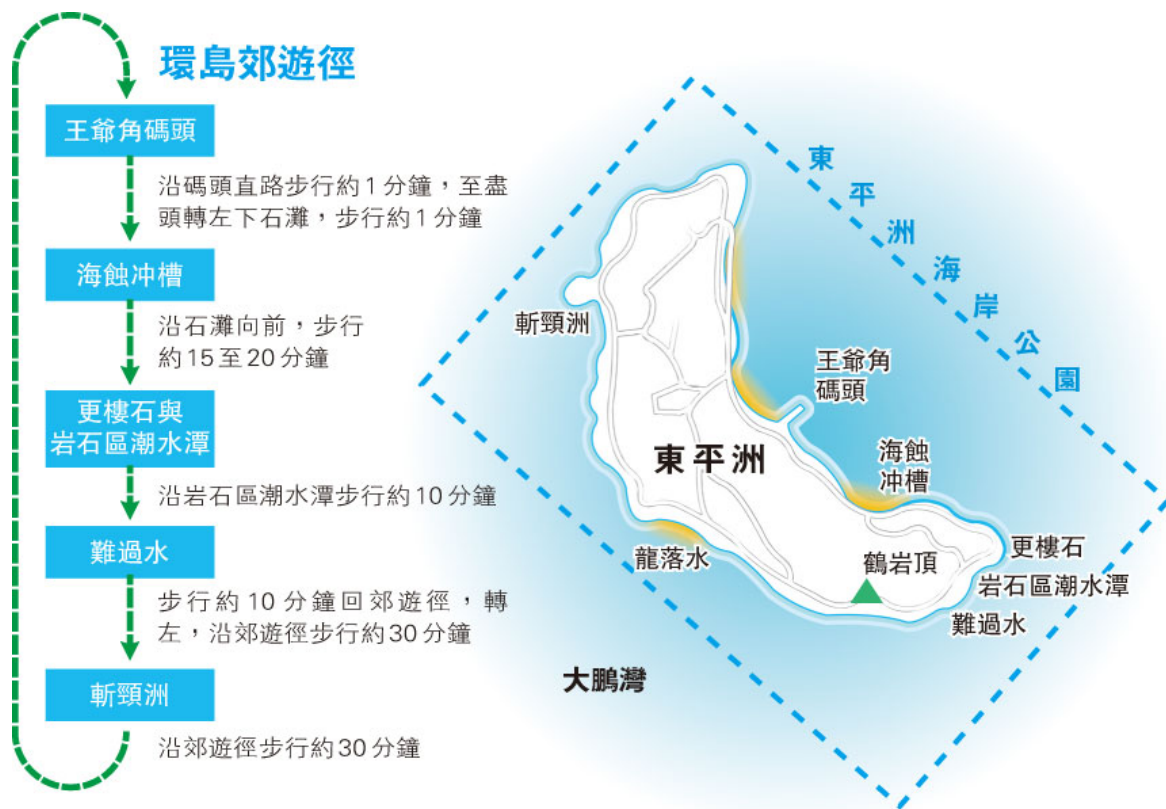 環島郊遊徑
王爺角碼頭
沿碼頭直路步行約1分鐘，至盡
頭轉左下石灘，步行約1分鐘
海蝕冲槽
沿石灘向前，步行
約15至20分鐘
更樓石與
岩石區潮水潭
沿岩石區潮水潭步行約10分鐘
難過水
步行約10分鐘回郊遊徑，轉
左，沿郊遊徑步行約30分鐘
斬頸洲
沿郊遊徑步行約30分鐘
東平洲海岸公園
斬頸洲
王爺角
碼頭
東平洲
海蝕
冲槽
龍落水
鶴岩頂
更樓石
岩石區潮水潭
難過水
大鵬灣